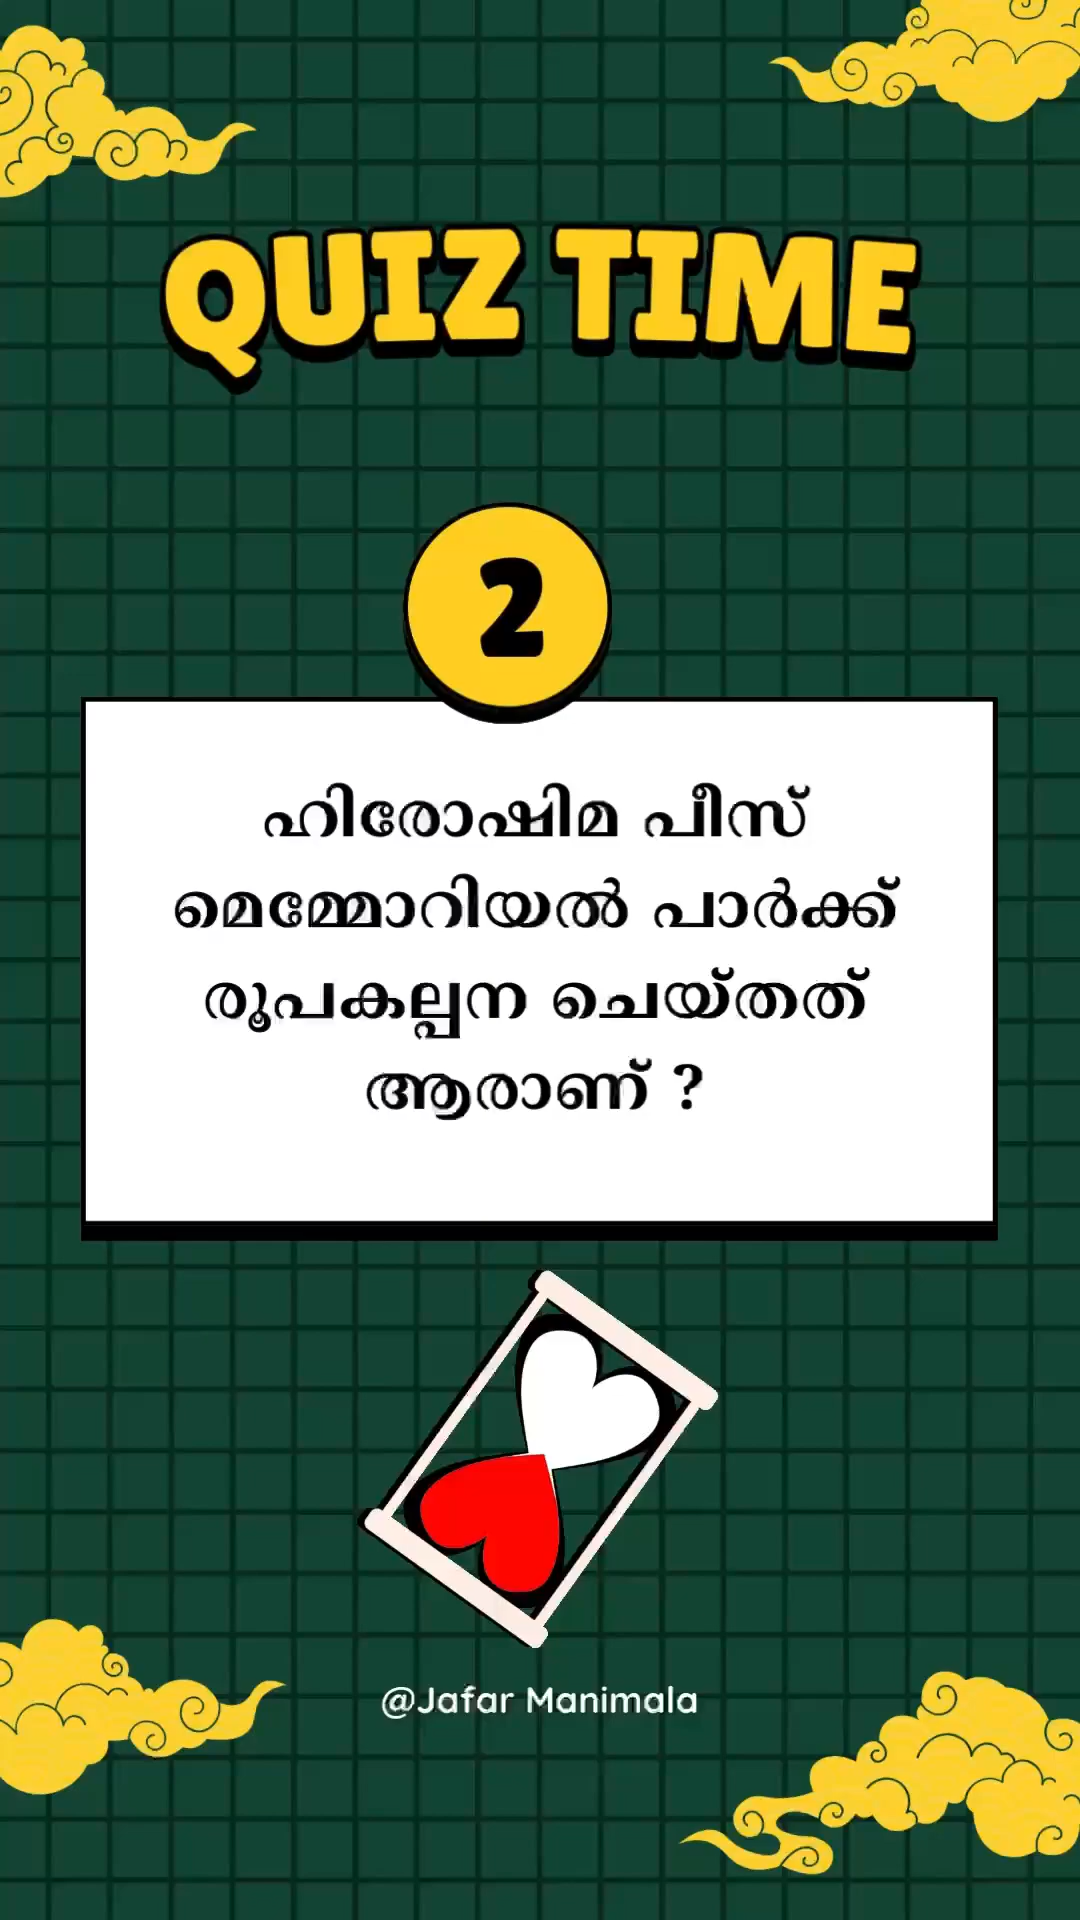 QUIZ TIME
2
ഹിരോഷിമ പീസ്
മെമ്മോറിയൽ പാർക്ക്
രൂപകല്പന ചെയ്തത്
ആരാണ് ?
@Jafar Manimala